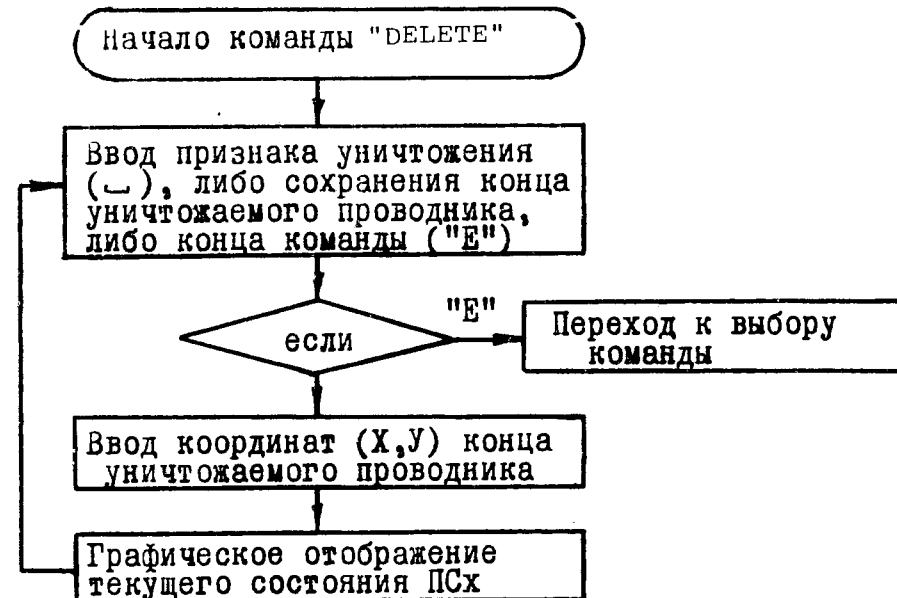 Начало команды "DELETE"
Ввод признака уничтожения
(⌣), либо сохранения конца
уничтожаемого проводника,
либо конца команды ("E")
если
"E"
Переход к выбору
команды
Ввод координат (X,У) конца
уничтожаемого проводника
Графическое отображение
текущего состояния ПСх